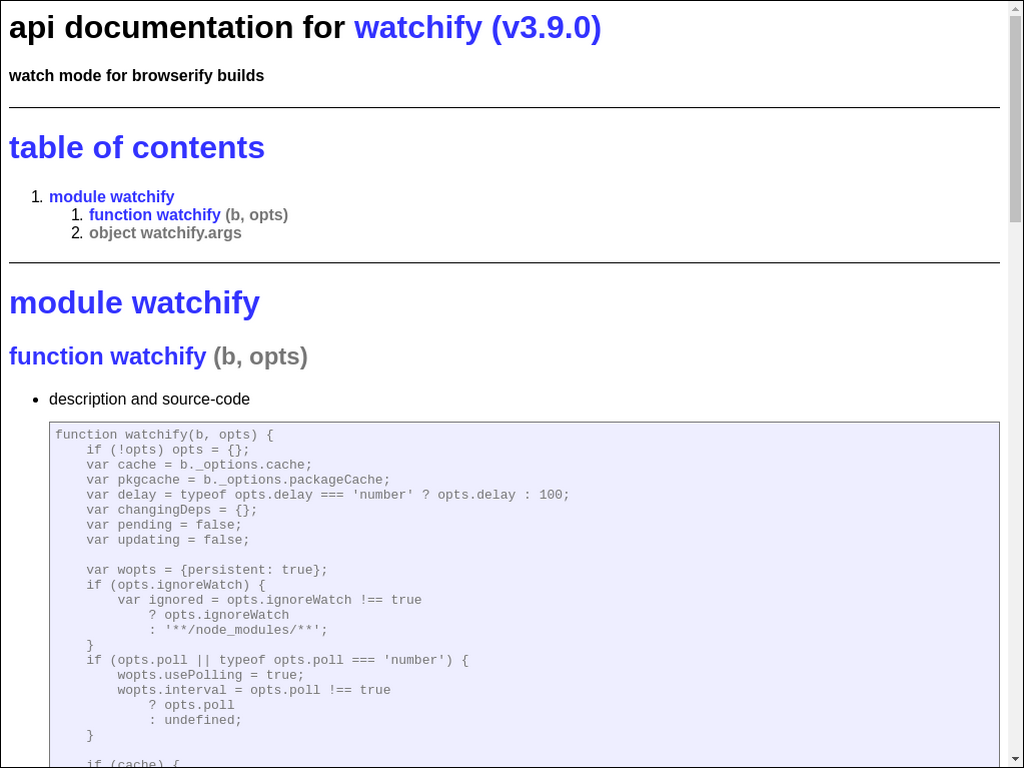 api documentation for watchify (v3.9.0)
watch mode for browserify builds
table of contents
1. module watchify
1. function watchify (b, opts)
2. object watchify.args
module watchify
function watchify (b, opts)
• description and source-code
function watchify(b, opts) {
    if (!opts) opts = {};
    var cache = b._options.cache;
    var pkgcache = b._options.packageCache;
    var delay = typeof opts.delay === 'number' ? opts.delay : 100;
    var changingDeps = {};
    var pending = false;
    var updating = false;
    var wopts = {persistent: true};
    if (opts.ignoreWatch) {
        var ignored = opts.ignoreWatch !== true
            ? opts.ignoreWatch
            : '**/node_modules/**';
    }
    if (opts.poll || typeof opts.poll === 'number') {
        wopts.usePolling = true;
        wopts.interval = opts.poll !== true
            ? opts.poll
            : undefined;
    }
    if (cache) {